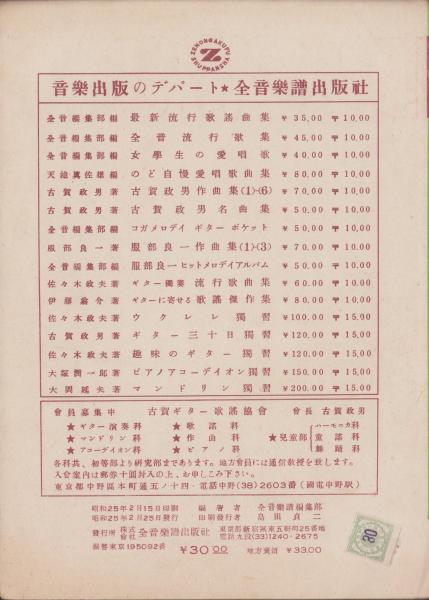 ZENONGAKUFU
SHUPPANSHA
Z
音樂出版のデパート★全音樂譜出版社
全音編集部編 最新流行歌謡曲集 ¥35.00 〒10.00
全音編集部編 全音流行歌集 ¥45.00 〒10.00
全音編集部編 女學生の愛唱歌 ¥40.00 〒10.00
天池眞佐雄編 のど自慢愛唱歌曲集 ¥80.00 〒10.00
古賀政男著 古賀政男作曲集(1)-(6) ¥70.00 〒10.00
古賀政男著 古賀政男名曲集 ¥50.00 〒10.00
全音編集部編 コガメロデイ ギター ポケット ¥50.00 〒10.00
服部良一著 服部良一作曲集(1)-(3) ¥70.00 〒10.00
全音編集部編 服部良一ヒットメロデイアルバム ¥50.00 〒10.00
佐々木政夫著 ギター獨奏 流行歌曲集 ¥60.00 〒10.00
伊藤翁介著 ギターに寄せる 歌謡傑作集 ¥80.00 〒10.00
佐々木政夫著 ウクレレ獨習 ¥100.00 〒15.00
古賀政男著 ギター三十日獨習 ¥120.00 〒15.00
佐々木政夫著 趣味のギター獨習 ¥120.00 〒15.00
大塚潤一郎著 ピアノアコーデイオン獨習 ¥150.00 〒15.00
大岡延夫著 マンドリン獨習 ¥200.00 〒15.00
會員募集中 古賀ギター歌謡協會 會長 古賀政男
★ギター演奏科 ★歌謡科 ★兒童部 ハーモニカ科
★マンドリン科 ★作曲科 童謡科
★アコーデイオン科 ★ピアノ科 舞踊科
各科共、初等部より研究部まであります。地方會員には通信敎授を致します。
入會案内は郵券十圓封入の上、お申しこみ下さい。
東京都中野區本町通五ノ十四・電話中野(38)2603番(國電中野駅)
昭和25年2月15日印刷 編著者 全音樂譜編集部
昭和25年2月25日發行 印刷發行者 島田貞二
發行所 株式會社 全音樂譜出版社 東京都新宿區東五軒町25番地
電話九段(33)1240・2675
振替東京195092番 ¥30.00 地方賣價 ¥33.00